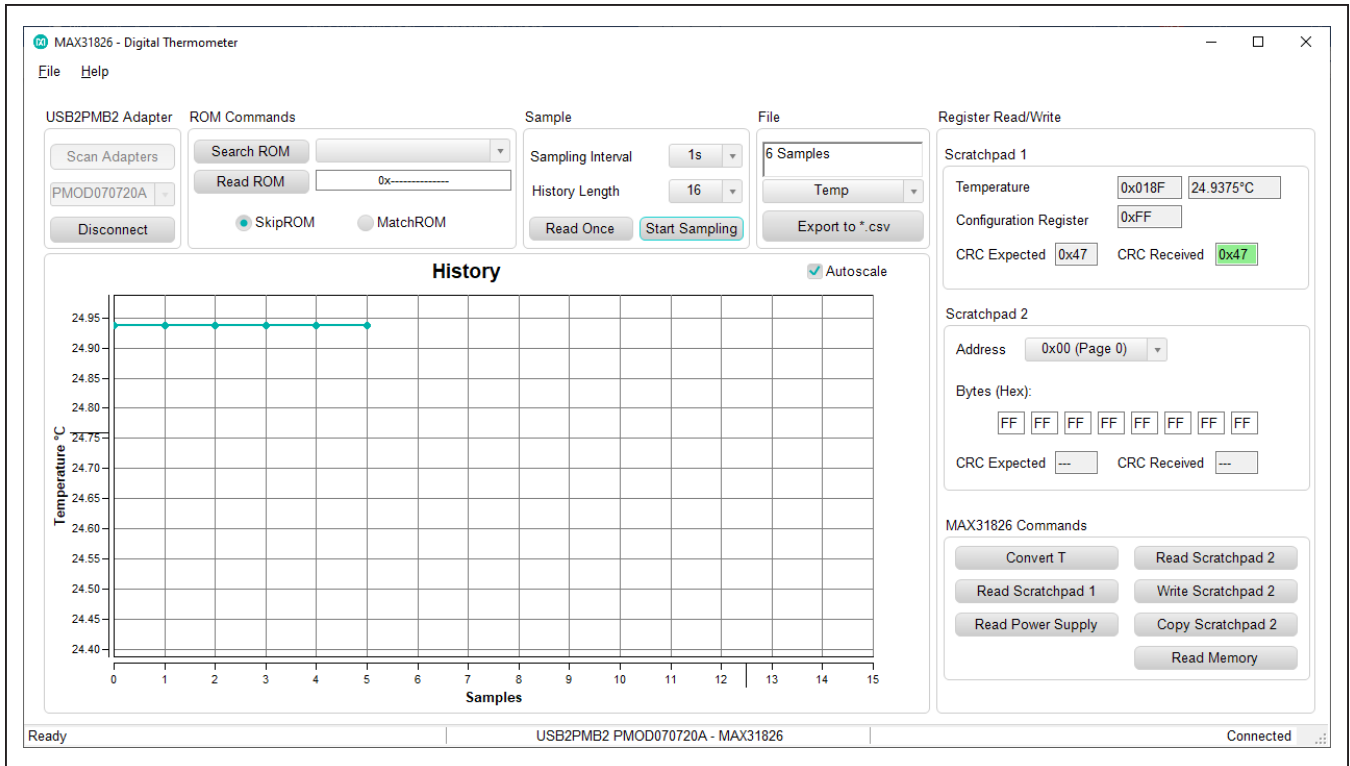 MAX31826 - Digital Thermometer
File Help
USB2PMB2 Adapter
Scan Adapters
PMOD070720A
Disconnect
ROM Commands
Search ROM
Read ROM 0x--------------
SkipROM MatchROM
Sample
Sampling Interval 1s
History Length 16
Read Once Start Sampling
File
6 Samples
Temp
Export to *.csv
History
Autoscale
Temperature °C
24.95
24.90
24.85
24.80
24.75
24.70
24.65
24.60
24.55
24.50
24.45
24.40
0 1 2 3 4 5 6 7 8 9 10 11 12 13 14 15
Samples
Register Read/Write
Scratchpad 1
Temperature 0x018F 24.9375°C
Configuration Register 0xFF
CRC Expected 0x47 CRC Received 0x47
Scratchpad 2
Address 0x00 (Page 0)
Bytes (Hex):
FF FF FF FF FF FF FF FF
CRC Expected --- CRC Received ---
MAX31826 Commands
Convert T Read Scratchpad 2
Read Scratchpad 1 Write Scratchpad 2
Read Power Supply Copy Scratchpad 2
Read Memory
Ready USB2PMB2 PMOD070720A - MAX31826 Connected